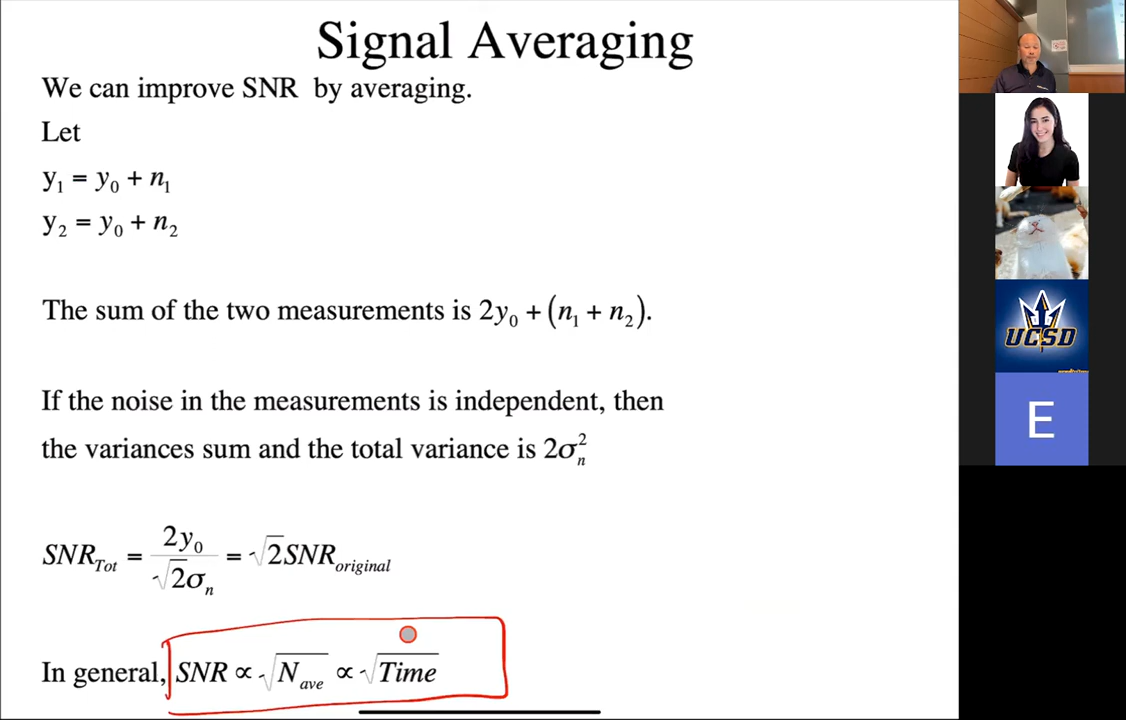 Signal Averaging
We can improve SNR by averaging.
Let
y₁ = y₀ + n₁
y₂ = y₀ + n₂
The sum of the two measurements is 2y₀ + (n₁ + n₂).
If the noise in the measurements is independent, then
the variances sum and the total variance is 2σₙ²
SNR_Tot = 2y₀ / √2σₙ = √2SNR_original
In general, SNR ∝ √N_ave ∝ √Time
UCSD
E